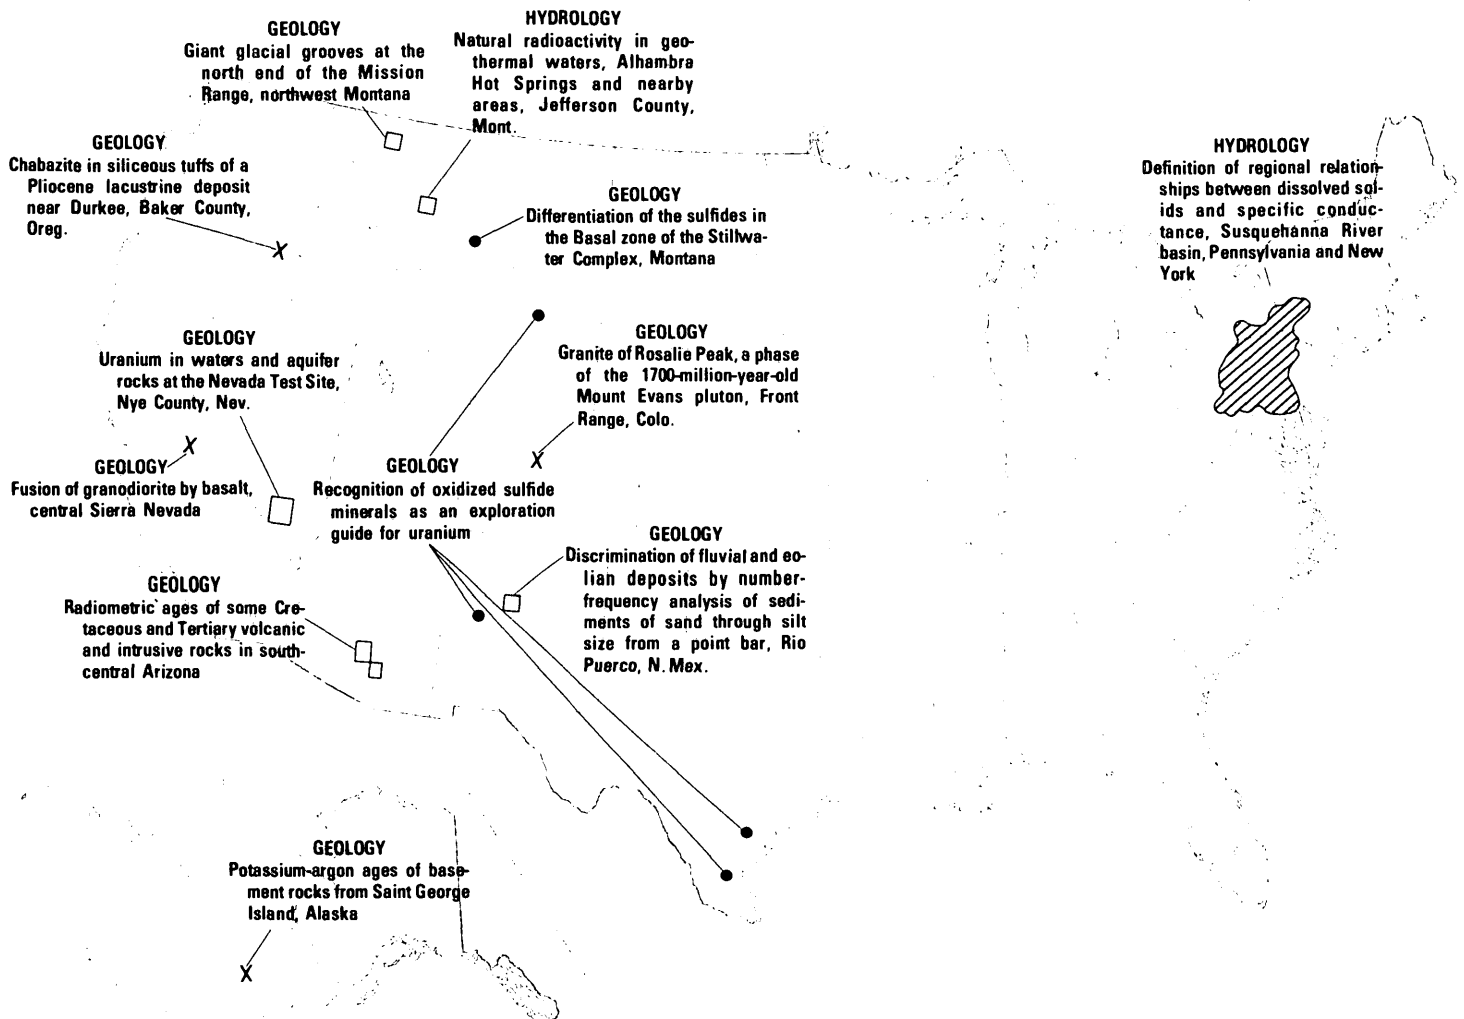 GEOLOGY
Giant glacial grooves at the
north end of the Mission
Range, northwest Montana
HYDROLOGY
Natural radioactivity in geo-
thermal waters, Alhambra
Hot Springs and nearby
areas, Jefferson County,
Mont.
GEOLOGY
Chabazite in siliceous tuffs of a
Pliocene lacustrine deposit
near Durkee, Baker County,
Oreg.
HYDROLOGY
Definition of regional relation-
ships between dissolved sol-
ids and specific conduc-
tance, Susquehanna River
basin, Pennsylvania and New
York
GEOLOGY
Differentiation of the sulfides in
the Basal zone of the Stillwa-
ter Complex, Montana
GEOLOGY
Uranium in waters and aquifer
rocks at the Nevada Test Site,
Nye County, Nev.
GEOLOGY
Granite of Rosalie Peak, a phase
of the 1700-million-year-old
Mount Evans pluton, Front
Range, Colo.
GEOLOGY
Fusion of granodiorite by basalt,
central Sierra Nevada
GEOLOGY
Recognition of oxidized sulfide
minerals as an exploration
guide for uranium
GEOLOGY
Discrimination of fluvial and eo-
lian deposits by number-
frequency analysis of sedi-
ments of sand through silt
size from a point bar, Rio
Puerco, N. Mex.
GEOLOGY
Radiometric ages of some Cre-
taceous and Tertiary volcanic
and intrusive rocks in south-
central Arizona
GEOLOGY
Potassium-argon ages of base-
ment rocks from Saint George
Island, Alaska